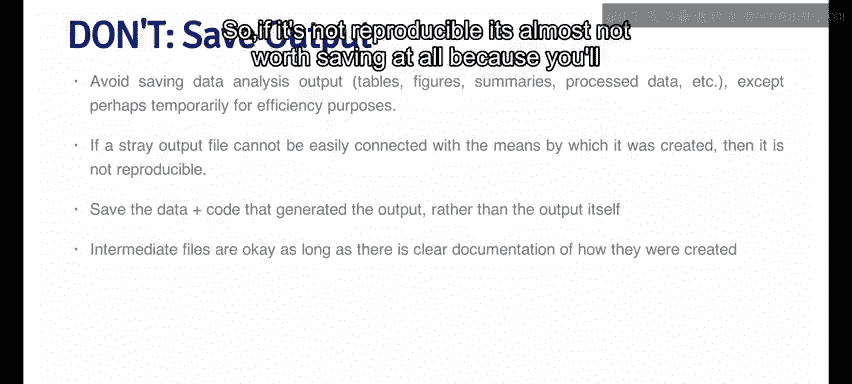 DON'T: Save Output
So,if it's not reproducible its almost not
worth saving at all because you'll
· Avoid saving data analysis output (tables, figures, summaries, processed data, etc.), except
perhaps temporarily for efficiency purposes.
· If a stray output file cannot be easily connected with the means by which it was created, then it is
not reproducible.
· Save the data + code that generated the output, rather than the output itself
· Intermediate files are okay as long as there is clear documentation of how they were created